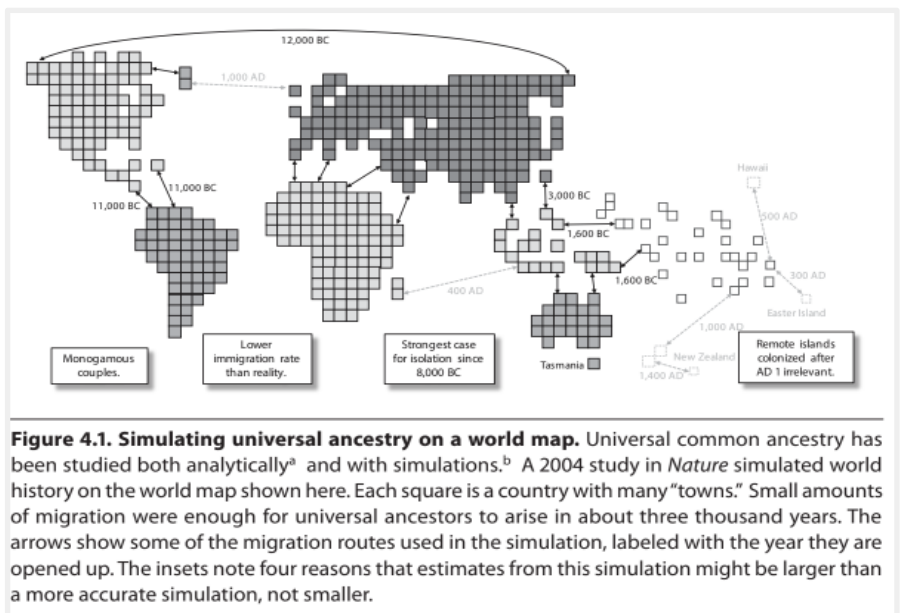 12,000 BC
1,000 AD
11,000 BC
11,000 BC
3,000 BC
1,600 BC
1,600 BC
400 AD
Hawaii
500 AD
300 AD
Easter Island
1,000 AD
New Zealand
1,400 AD
Tasmania
Monogamous
couples.
Lower
immigration rate
than reality.
Strongest case
for isolation since
8,000 BC
Remote islands
colonized after
AD 1 irrelevant.
Figure 4.1. Simulating universal ancestry on a world map. Universal common ancestry has
been studied both analyticallyᵃ and with simulations.ᵇ A 2004 study in Nature simulated world
history on the world map shown here. Each square is a country with many “towns.” Small amounts
of migration were enough for universal ancestors to arise in about three thousand years. The
arrows show some of the migration routes used in the simulation, labeled with the year they are
opened up. The insets note four reasons that estimates from this simulation might be larger than
a more accurate simulation, not smaller.